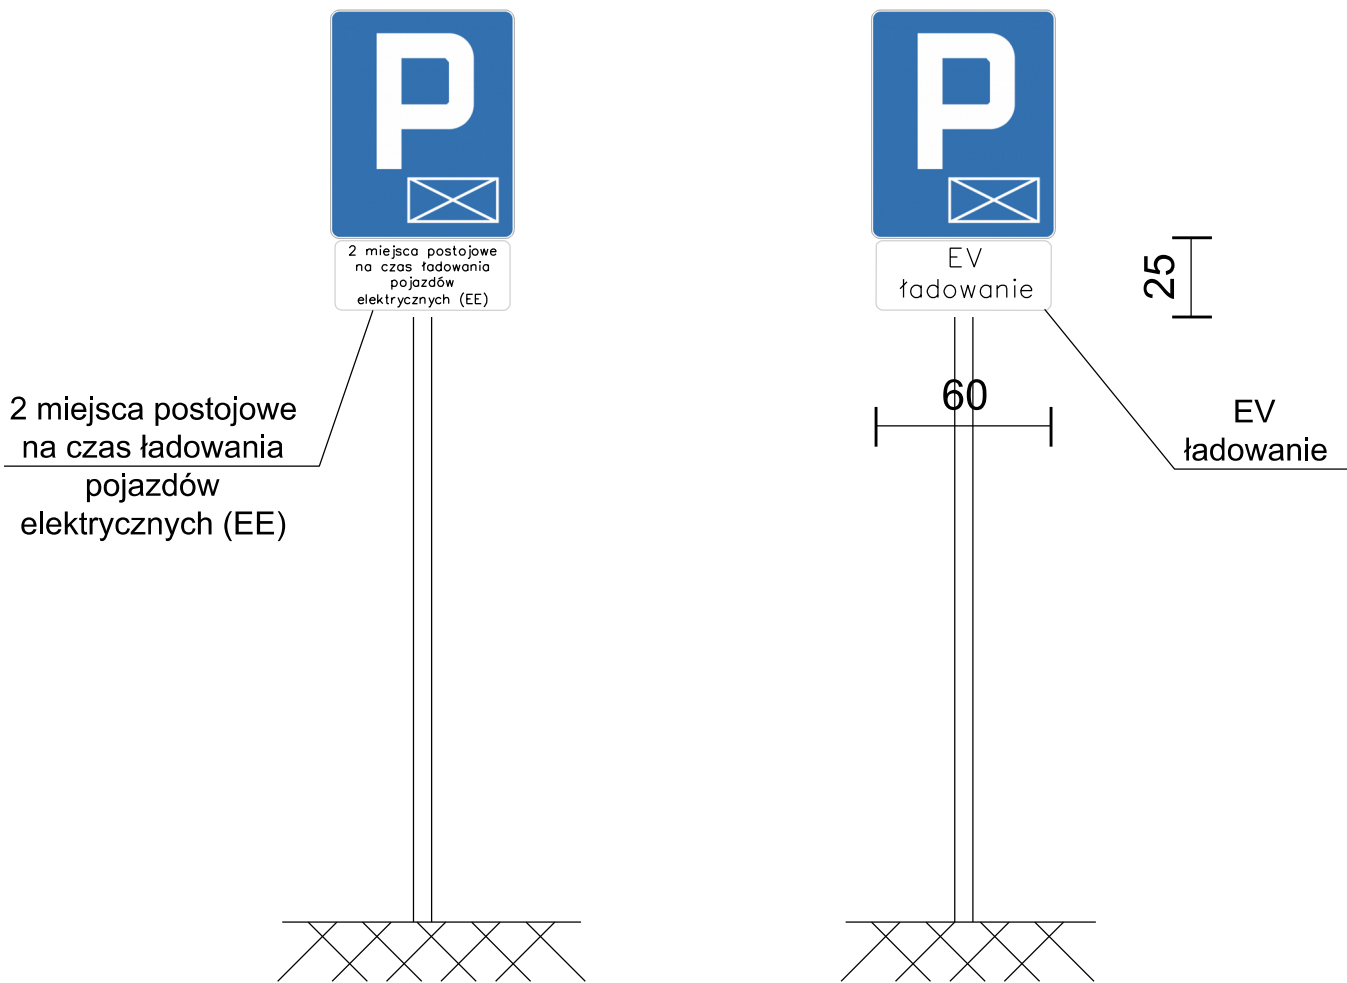 P
2 miejsca postojowe
na czas ładowania
pojazdów
elektrycznych (EE)
2 miejsca postojowe
na czas ładowania
pojazdów
elektrycznych (EE)
P
EV
ładowanie
25
60
EV
ładowanie